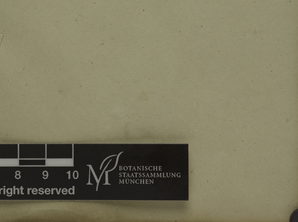 8 9 10
right reserved
M BOTANISCHE
STAATSSAMMLUNG
MÜNCHEN